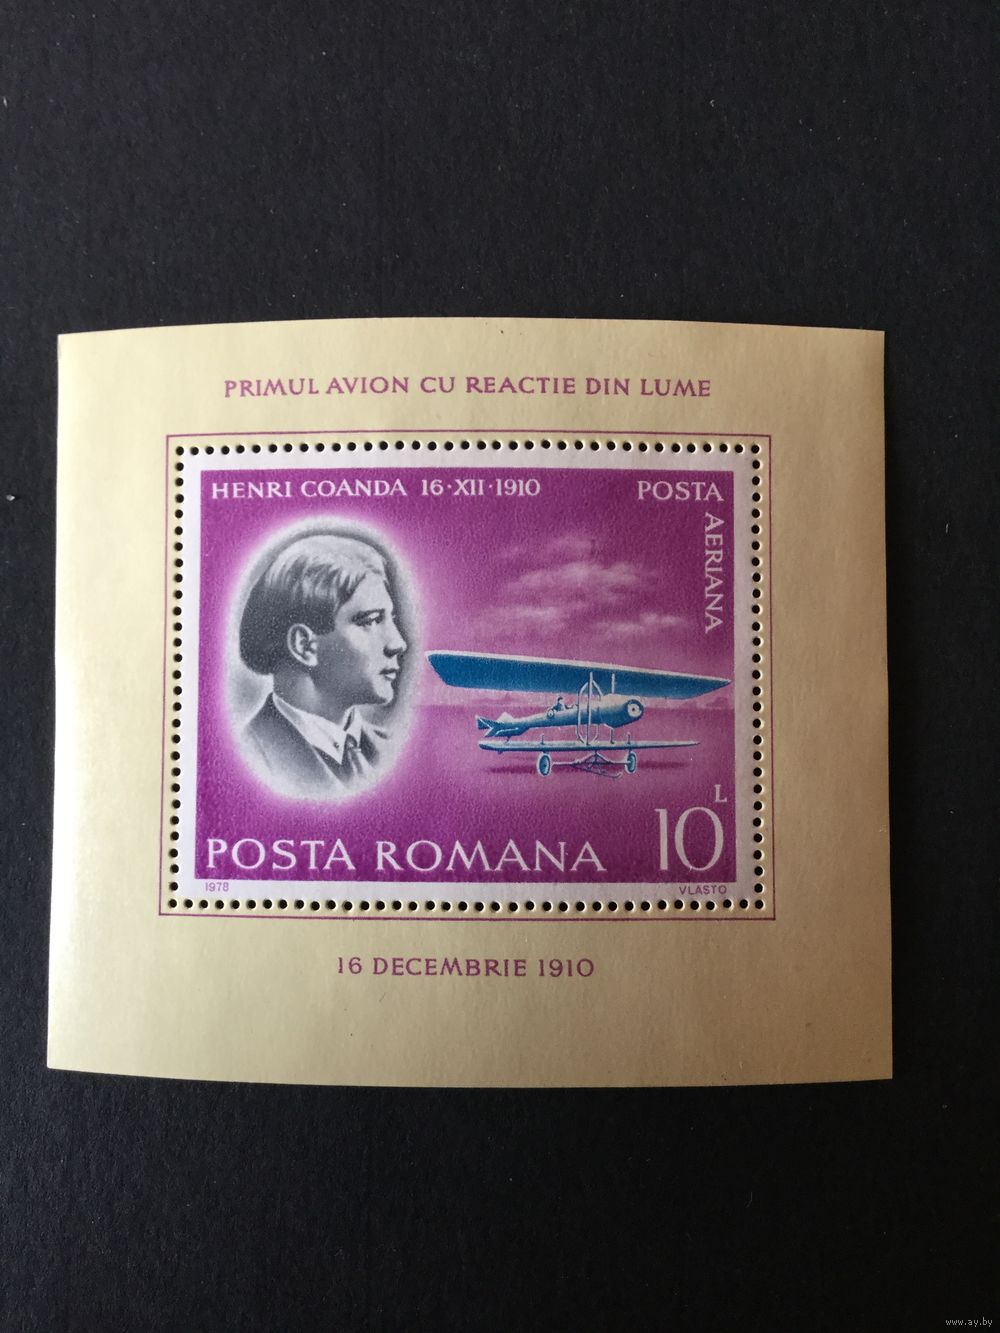 PRIMUL AVION CU REACTIE DIN LUME
HENRI COANDA 16·XII·1910
POSTA AERIANA
10 L
POSTA ROMANA
1978
VLASTO
16 DECEMBRIE 1910
www.ay.by